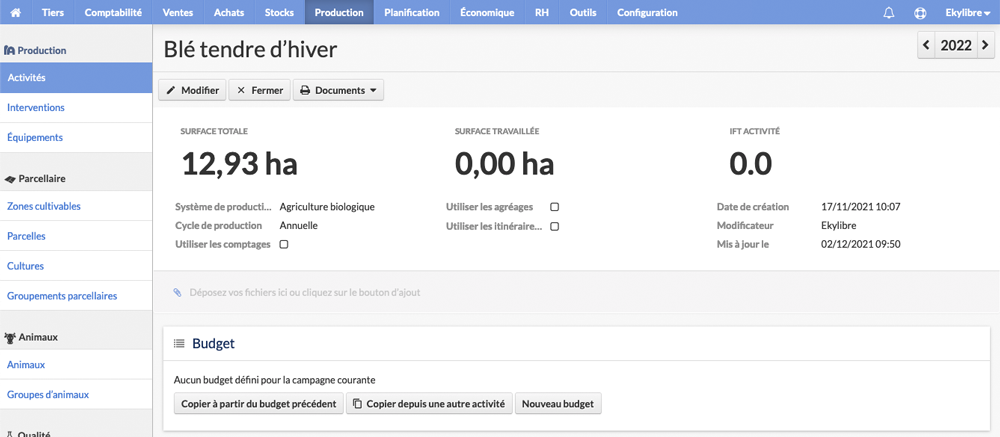 Tiers Comptabilité Ventes Achats Stocks Production Planification Économique RH Outils Configuration Ekylibre
Production
Activités
Interventions
Équipements
Parcellaire
Zones cultivables
Parcelles
Cultures
Groupements parcellaires
Animaux
Animaux
Groupes d'animaux
Qualité
Blé tendre d'hiver
2022
Modifier Fermer Documents
SURFACE TOTALE
12,93 ha
SURFACE TRAVAILLÉE
0,00 ha
IFT ACTIVITÉ
0.0
Système de producti... Agriculture biologique
Cycle de production Annuelle
Utiliser les comptages
Utiliser les agréages
Utiliser les itinéraire...
Date de création 17/11/2021 10:07
Modificateur Ekylibre
Mis à jour le 02/12/2021 09:50
Déposez vos fichiers ici ou cliquez sur le bouton d'ajout
Budget
Aucun budget défini pour la campagne courante
Copier à partir du budget précédent Copier depuis une autre activité Nouveau budget